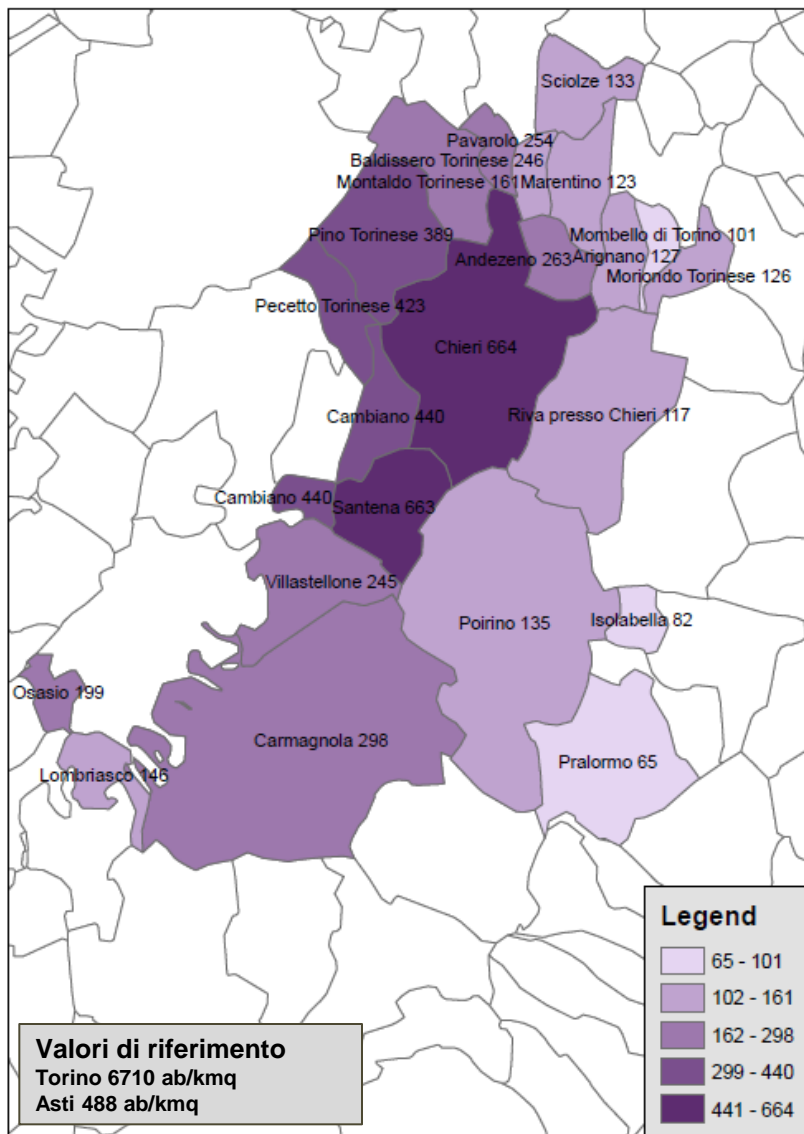 Sciolze 133
Pavarolo 254
Baldissero Torinese 246
Montaldo Torinese 161
Marentino 123
Pino Torinese 389
Mombello di Torino 101
Andezeno 263
Arignano 127
Moriondo Torinese 126
Pecetto Torinese 423
Chieri 664
Cambiano 440
Riva presso Chieri 117
Cambiano 440
Santena 663
Villastellone 245
Poirino 135
Isolabella 82
Osasio 199
Carmagnola 298
Lombriasco 146
Pralormo 65
Legend
65 - 101
102 - 161
162 - 298
299 - 440
441 - 664
Valori di riferimento
Torino 6710 ab/kmq
Asti 488 ab/kmq